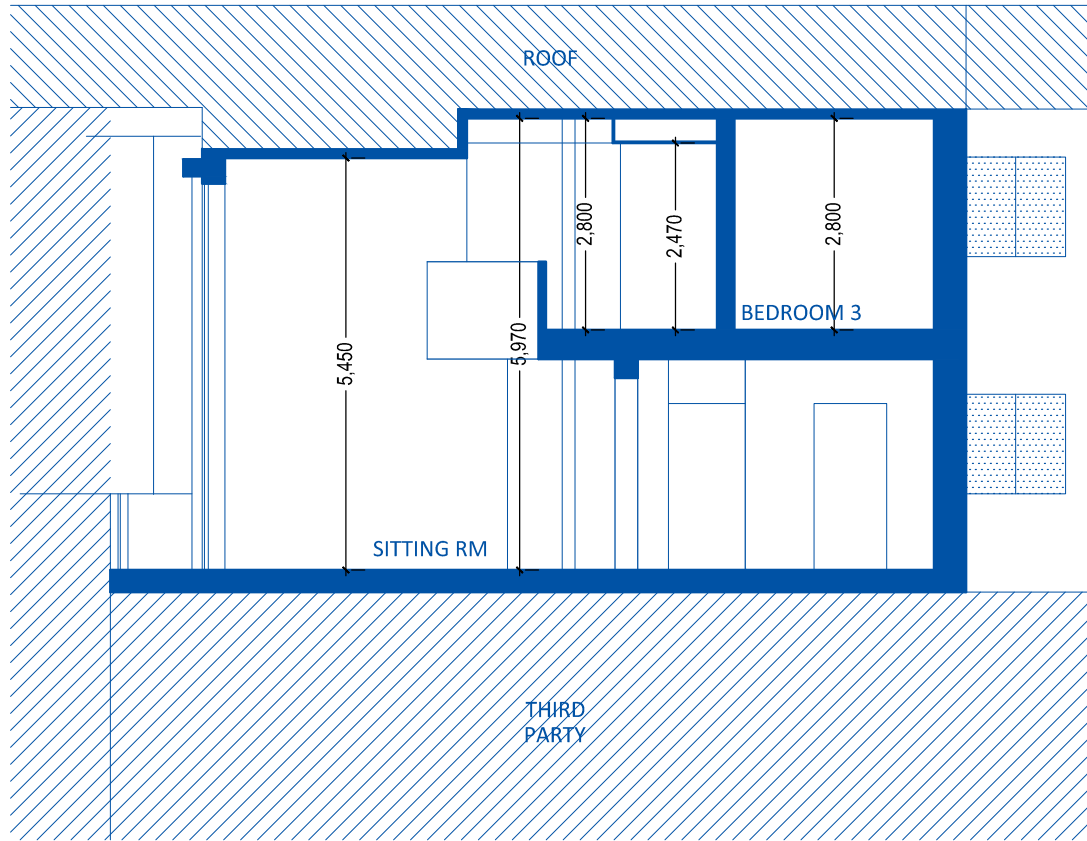 ROOF
2,800
2,470
2,800
BEDROOM 3
5,450
5,970
SITTING RM
THIRD
PARTY